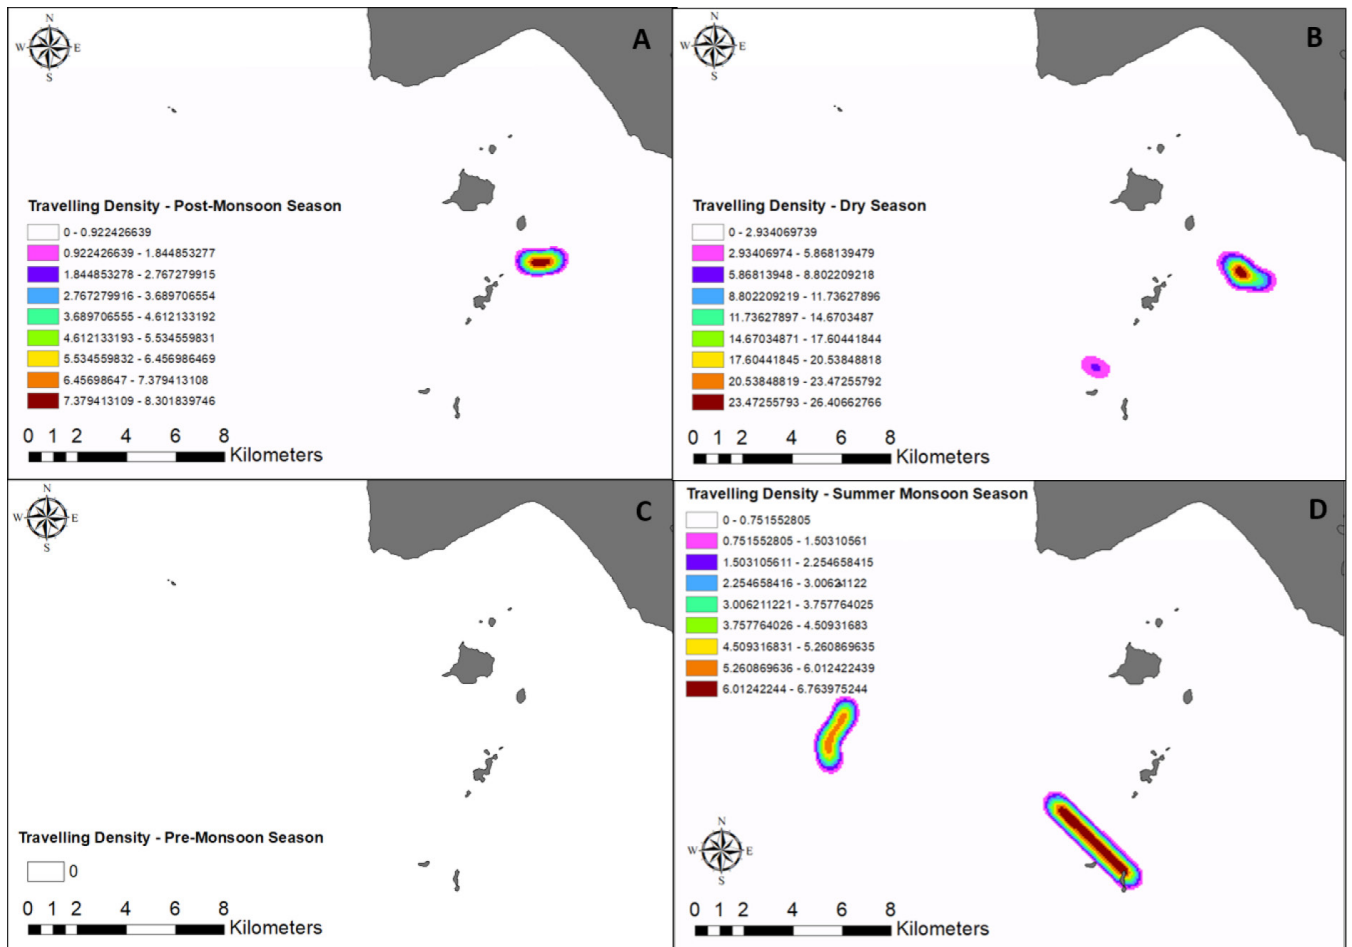 N
W E
S
A
Travelling Density - Post-Monsoon Season
0 - 0.922426639
0.922426639 - 1.844853277
1.844853278 - 2.767279915
2.767279916 - 3.689706554
3.689706555 - 4.612133192
4.612133193 - 5.534559831
5.534559832 - 6.456986469
6.45698647 - 7.379413108
7.379413109 - 8.301839746
0 1 2 4 6 8
Kilometers
N
W E
S
B
Travelling Density - Dry Season
0 - 2.934069739
2.93406974 - 5.868139479
5.86813948 - 8.802209218
8.802209219 - 11.73627896
11.73627897 - 14.6703487
14.67034871 - 17.60441844
17.60441845 - 20.53848818
20.53848819 - 23.47255792
23.47255793 - 26.40662766
0 1 2 4 6 8
Kilometers
N
W E
S
C
Travelling Density - Pre-Monsoon Season
0
0 1 2 4 6 8
Kilometers
Travelling Density - Summer Monsoon Season
D
0 - 0.751552805
0.751552805 - 1.50310561
1.503105611 - 2.254658415
2.254658416 - 3.00621122
3.006211221 - 3.757764025
3.757764026 - 4.50931683
4.509316831 - 5.260869635
5.260869636 - 6.012422439
6.01242244 - 6.763975244
N
W E
S
0 1 2 4 6 8
Kilometers